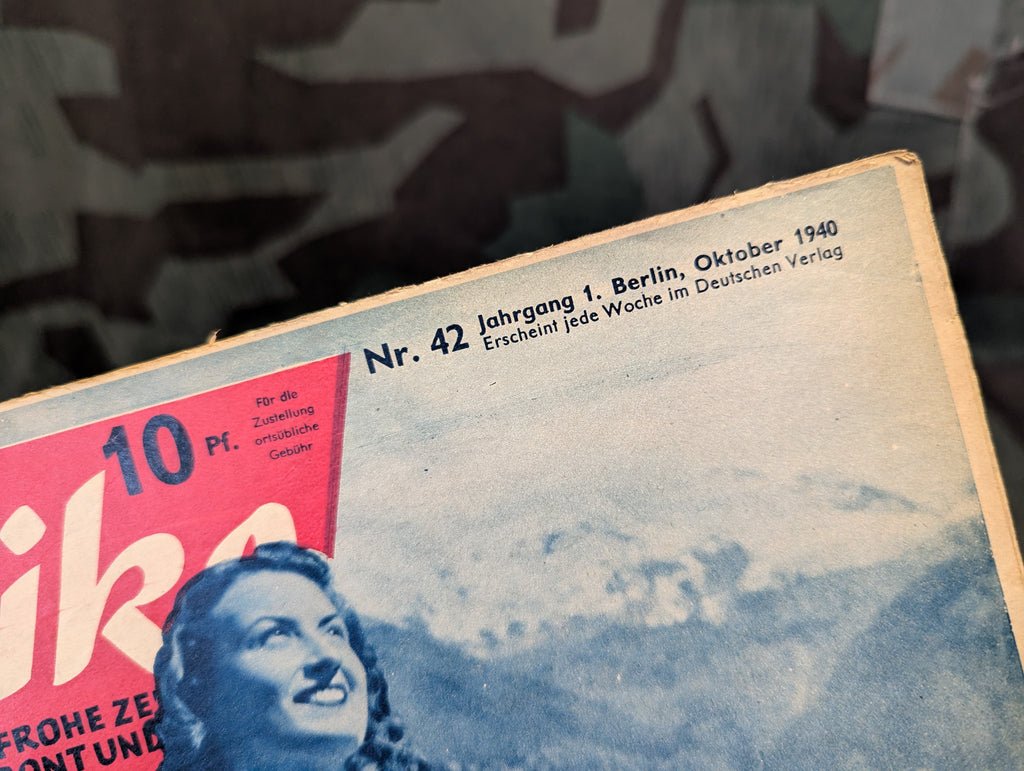 Nr. 42 Jahrgang 1. Berlin, Oktober 1940
Erscheint jede Woche im Deutschen Verlag
10 Pf.
Für die
Zustellung
ortsübliche
Gebühr
ike
FROHE ZE
ONT UND